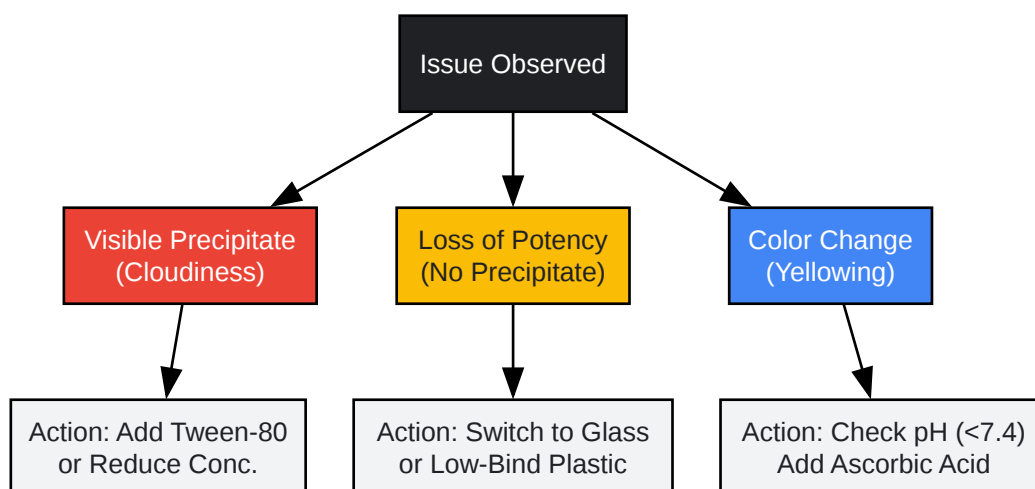 Issue Observed
Visible Precipitate
(Cloudiness)
Loss of Potency
(No Precipitate)
Color Change
(Yellowing)
Action: Add Tween-80
or Reduce Conc.
Action: Switch to Glass
or Low-Bind Plastic
Action: Check pH (<7.4)
Add Ascorbic Acid